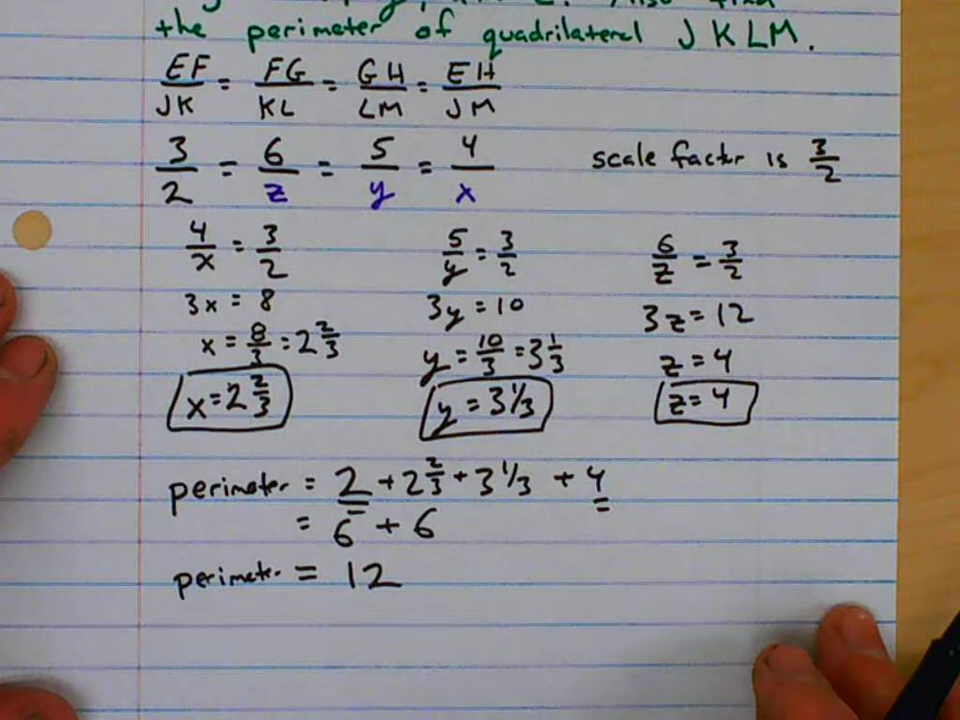 Also find
the perimeter of quadrilateral JKLM.
EF/JK = FG/KL = GH/LM = EH/JM
3/2 = 6/z = 5/y = 4/x scale factor is 3/2
4/x = 3/2 5/y = 3/2 6/z = 3/2
3x = 8 3y = 10 3z = 12
x = 8/3 = 2 2/3 y = 10/3 = 3 1/3 z = 4
x = 2 2/3 y = 3 1/3 z = 4
perimeter = 2 + 2 2/3 + 3 1/3 + 4
= 6 + 6
perimeter = 12